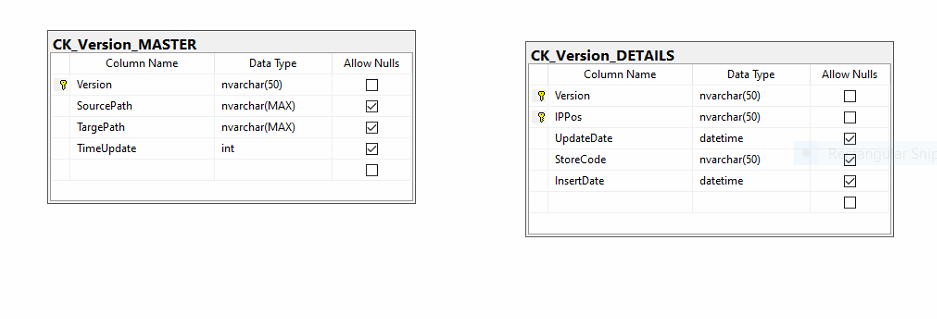 CK_Version_MASTER
Column Name Data Type Allow Nulls
Version nvarchar(50)
SourcePath nvarchar(MAX)
TargePath nvarchar(MAX)
TimeUpdate int
CK_Version_DETAILS
Column Name Data Type Allow Nulls
Version nvarchar(50)
IPPos nvarchar(50)
UpdateDate datetime
StoreCode nvarchar(50)
InsertDate datetime
Rectangular Snip